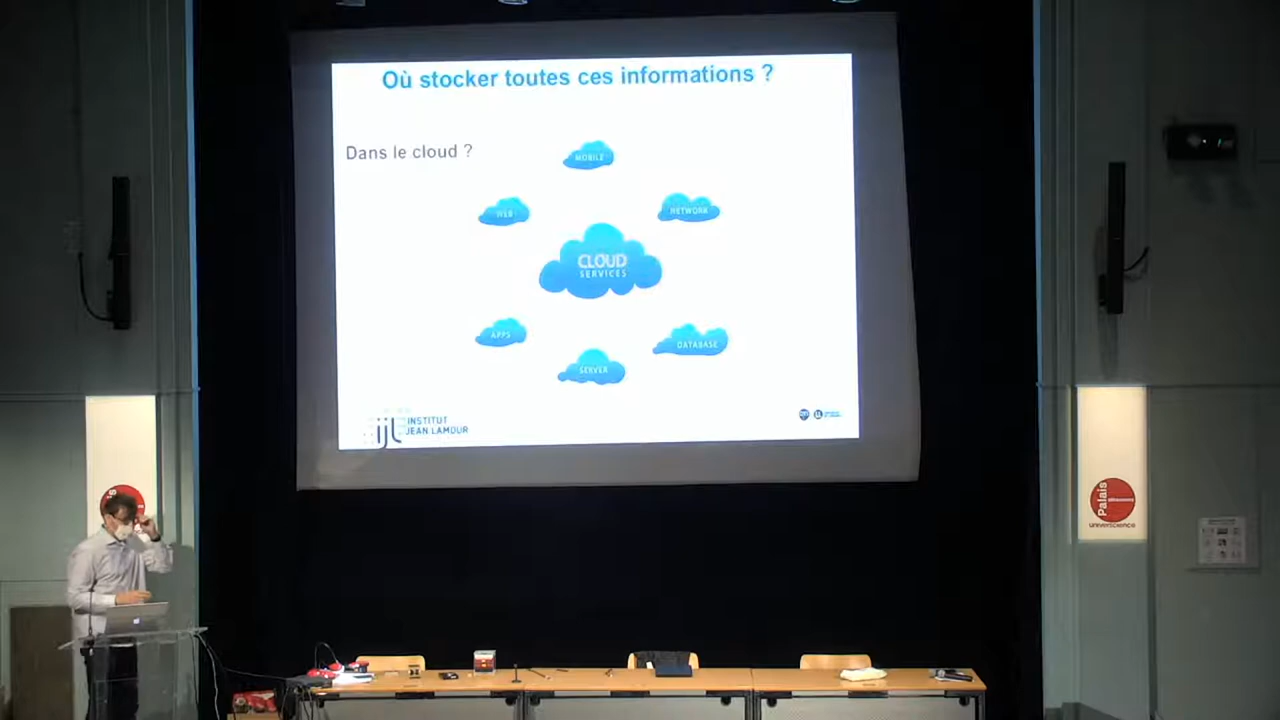 Où stocker toutes ces informations ?
Dans le cloud ?
MOBILE
WEB
NETWORK
CLOUD
SERVICES
APPS
DATABASE
SERVER
ijl
INSTITUT
JEAN LAMOUR
Palais
universcience